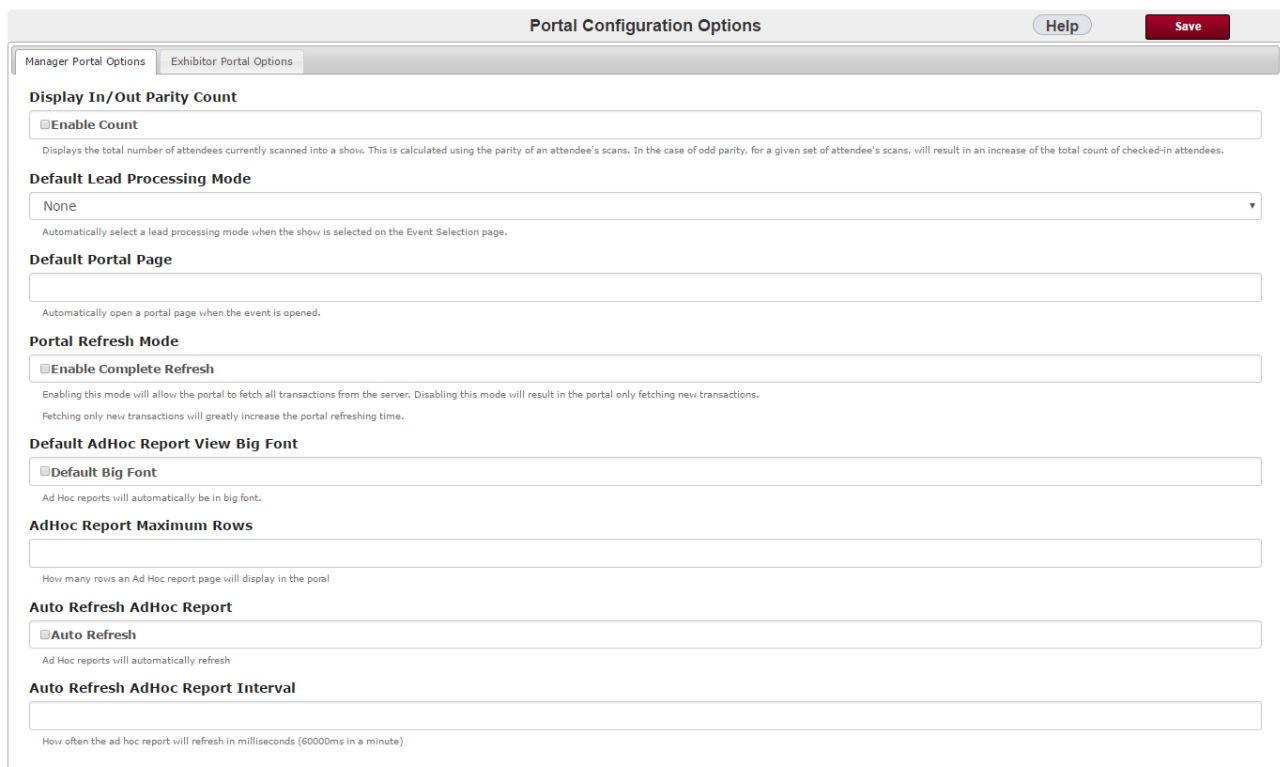 Portal Configuration Options
Help
Save
Manager Portal Options
Exhibitor Portal Options
Display In/Out Parity Count
Enable Count
Displays the total number of attendees currently scanned into a show. This is calculated using the parity of an attendee's scans. In the case of odd parity, for a given set of attendee's scans, will result in an increase of the total count of checked-in attendees.
Default Lead Processing Mode
None
Automatically select a lead processing mode when the show is selected on the Event Selection page.
Default Portal Page
Automatically open a portal page when the event is opened.
Portal Refresh Mode
Enable Complete Refresh
Enabling this mode will allow the portal to fetch all transactions from the server. Disabling this mode will result in the portal only fetching new transactions.
Fetching only new transactions will greatly increase the portal refreshing time.
Default AdHoc Report View Big Font
Default Big Font
Ad Hoc reports will automatically be in big font.
AdHoc Report Maximum Rows
How many rows an Ad Hoc report page will display in the poral
Auto Refresh AdHoc Report
Auto Refresh
Ad Hoc reports will automatically refresh
Auto Refresh AdHoc Report Interval
How often the ad hoc report will refresh in milliseconds (60000ms in a minute)